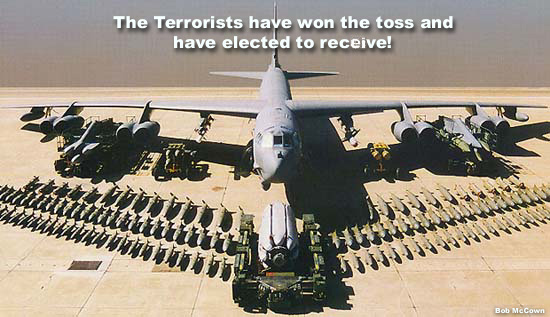 The Terrorists have won the toss and
have elected to receive!
Bob McCown